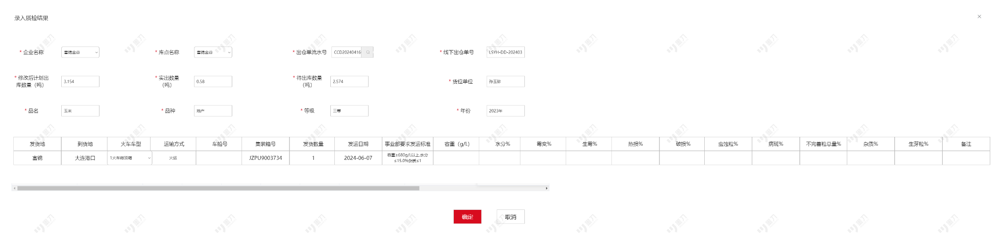 录入质检结果
* 企业名称 富锦金谷 * 库点名称 富锦金谷 * 出仓单流水号 CCD20240416 * 线下出仓单号 LSYH-DD-202403
* 修改后计划出库数量（吨） 3.154 * 实出数量（吨） 0.58 * 待出库数量（吨） 2.574 * 货位单位 孙玉珍
* 品名 玉米 * 品种 地产 * 等级 三等 * 年份 2023年
发货地 到货地 火车车型 运输方式 车船号 集装箱号 发货数量 发运日期 事业部要求发运标准 容重（g/L） 水分% 霉变% 生霉% 热损% 破损% 虫蚀粒% 病斑% 不完善粒总量% 杂质% 生芽粒% 备注
富锦 大连港口 1火车敞顶箱 火运 JZPU9003734 1 2024-06-07 容重≥680g/L以上,水分≤15.0%杂质≤1
确定 取消
墨刀